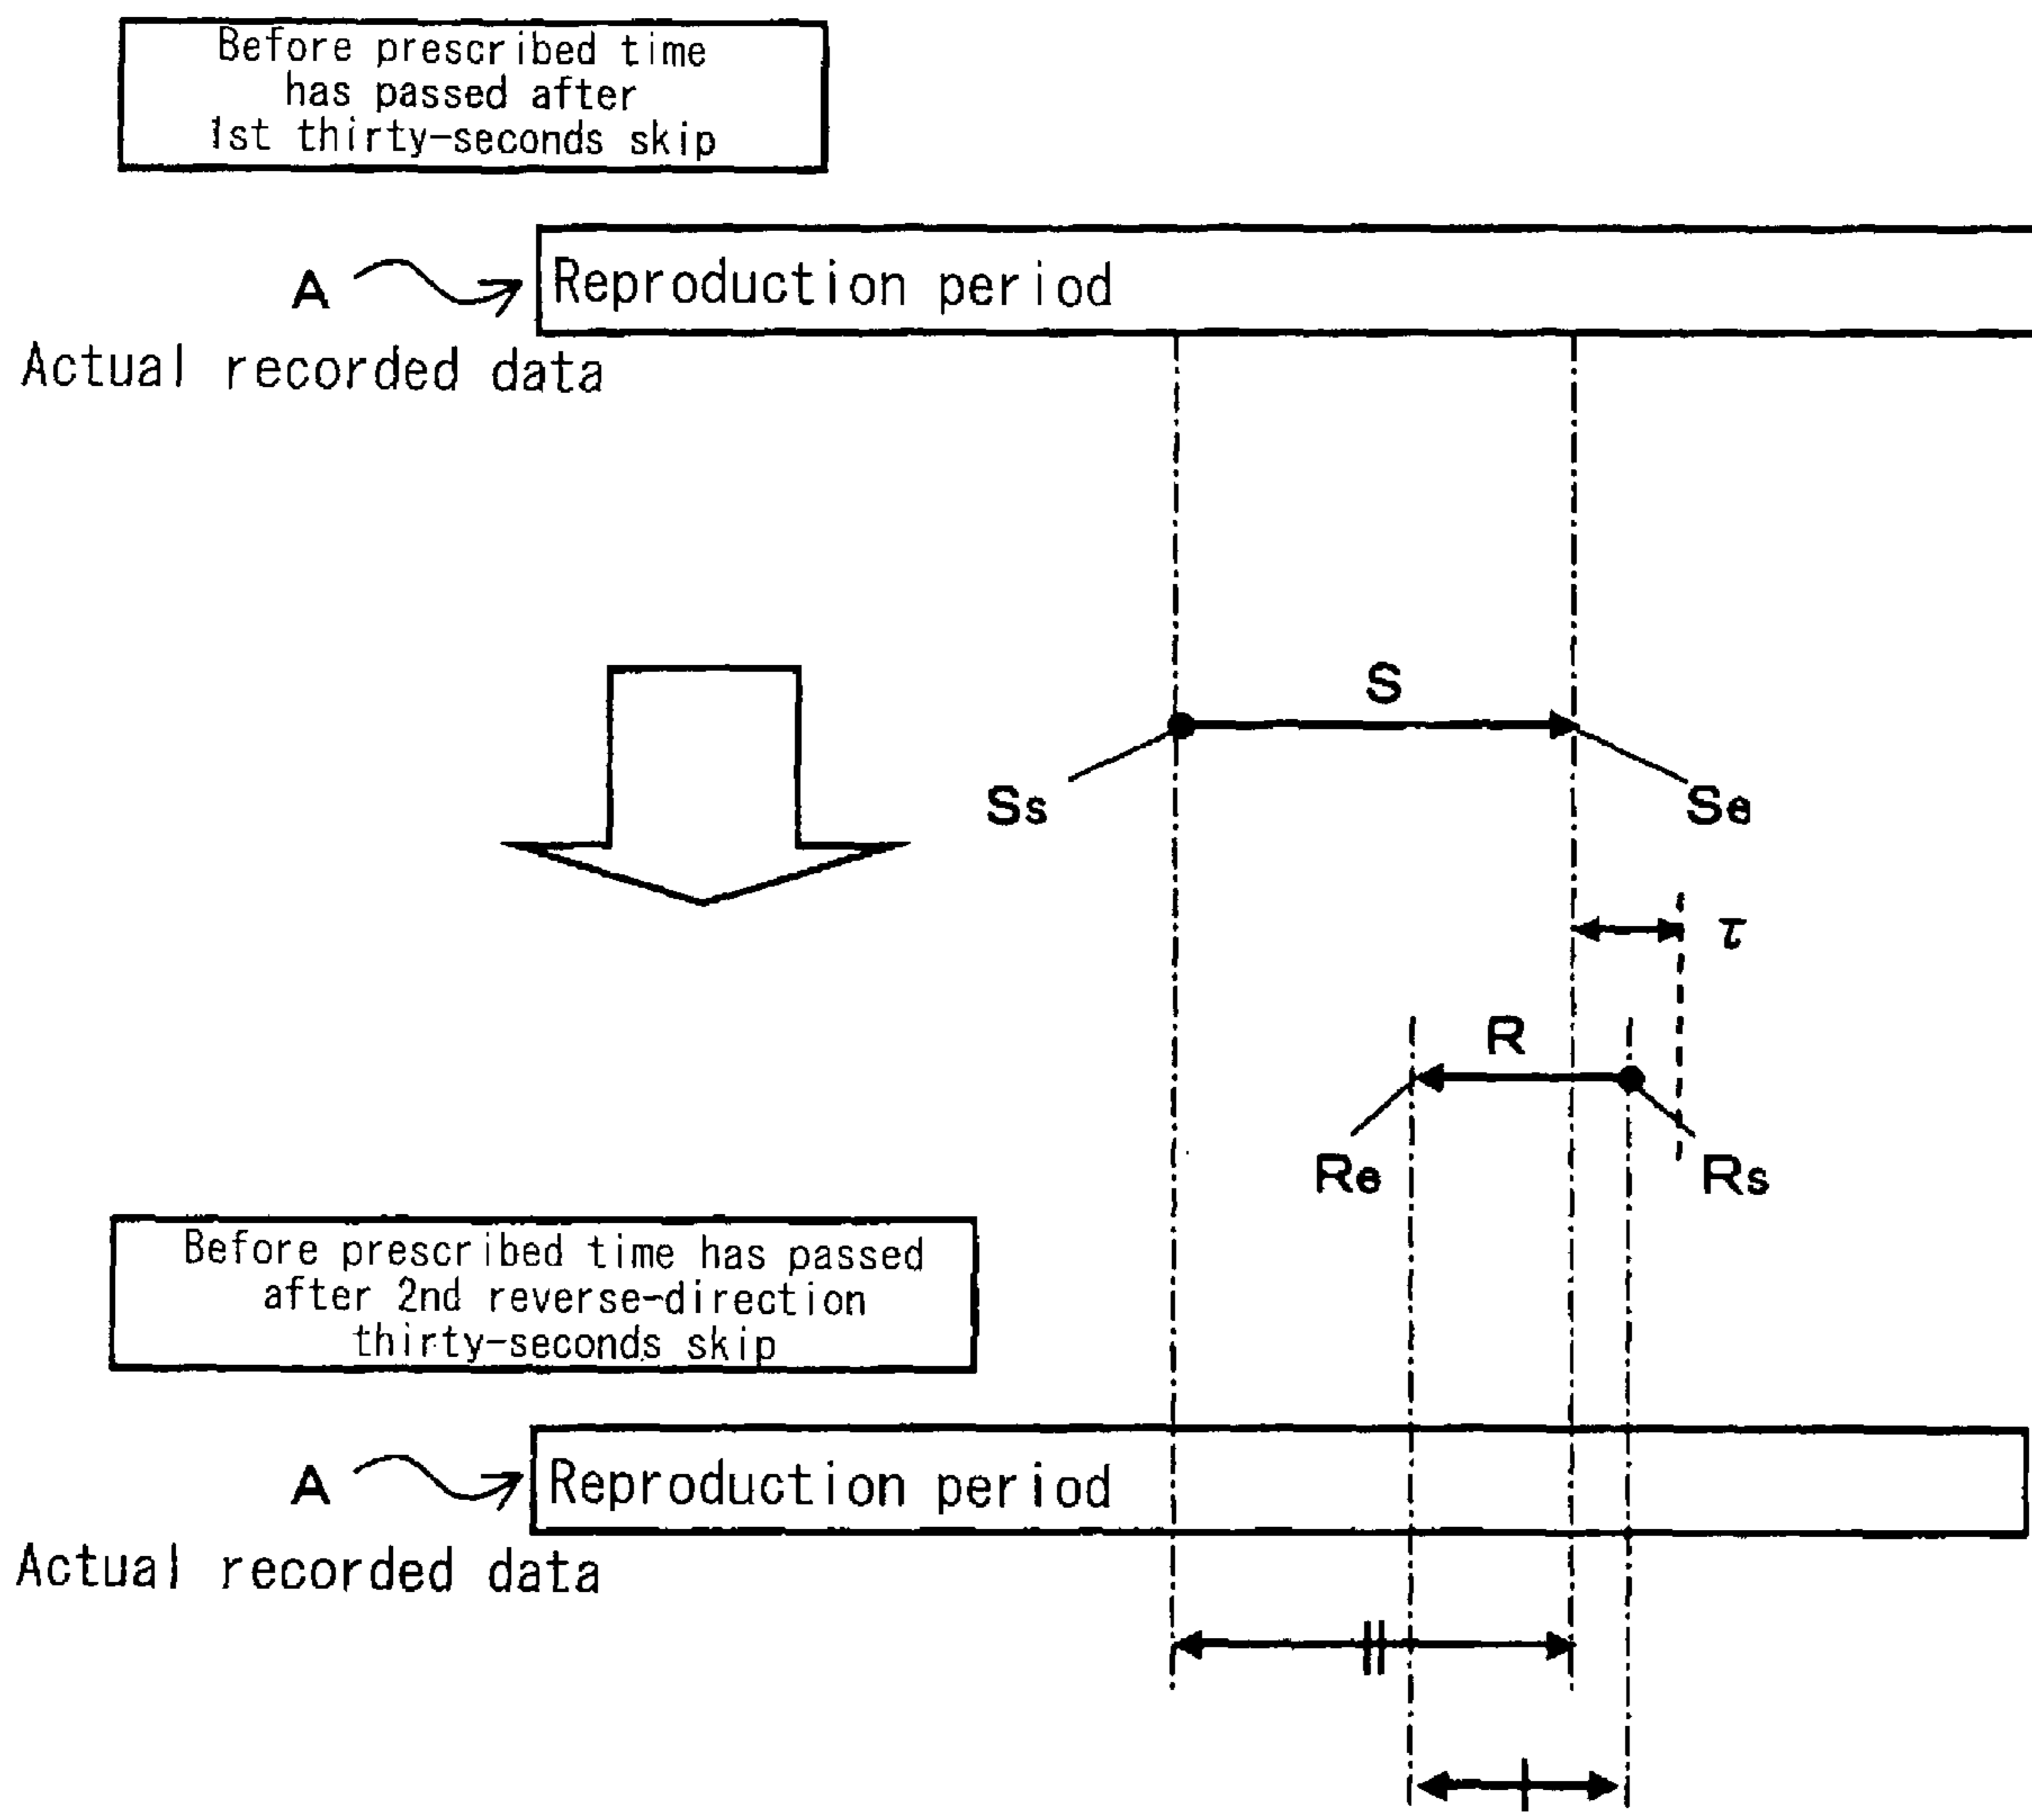 Before prescribed time
has passed after
1st thirty-seconds skip
A
Reproduction period
Actual recorded data
S
Ss
Se
τ
R
Re
Rs
Before prescribed time has passed
after 2nd reverse-direction
thirty-seconds skip
A
Reproduction period
Actual recorded data